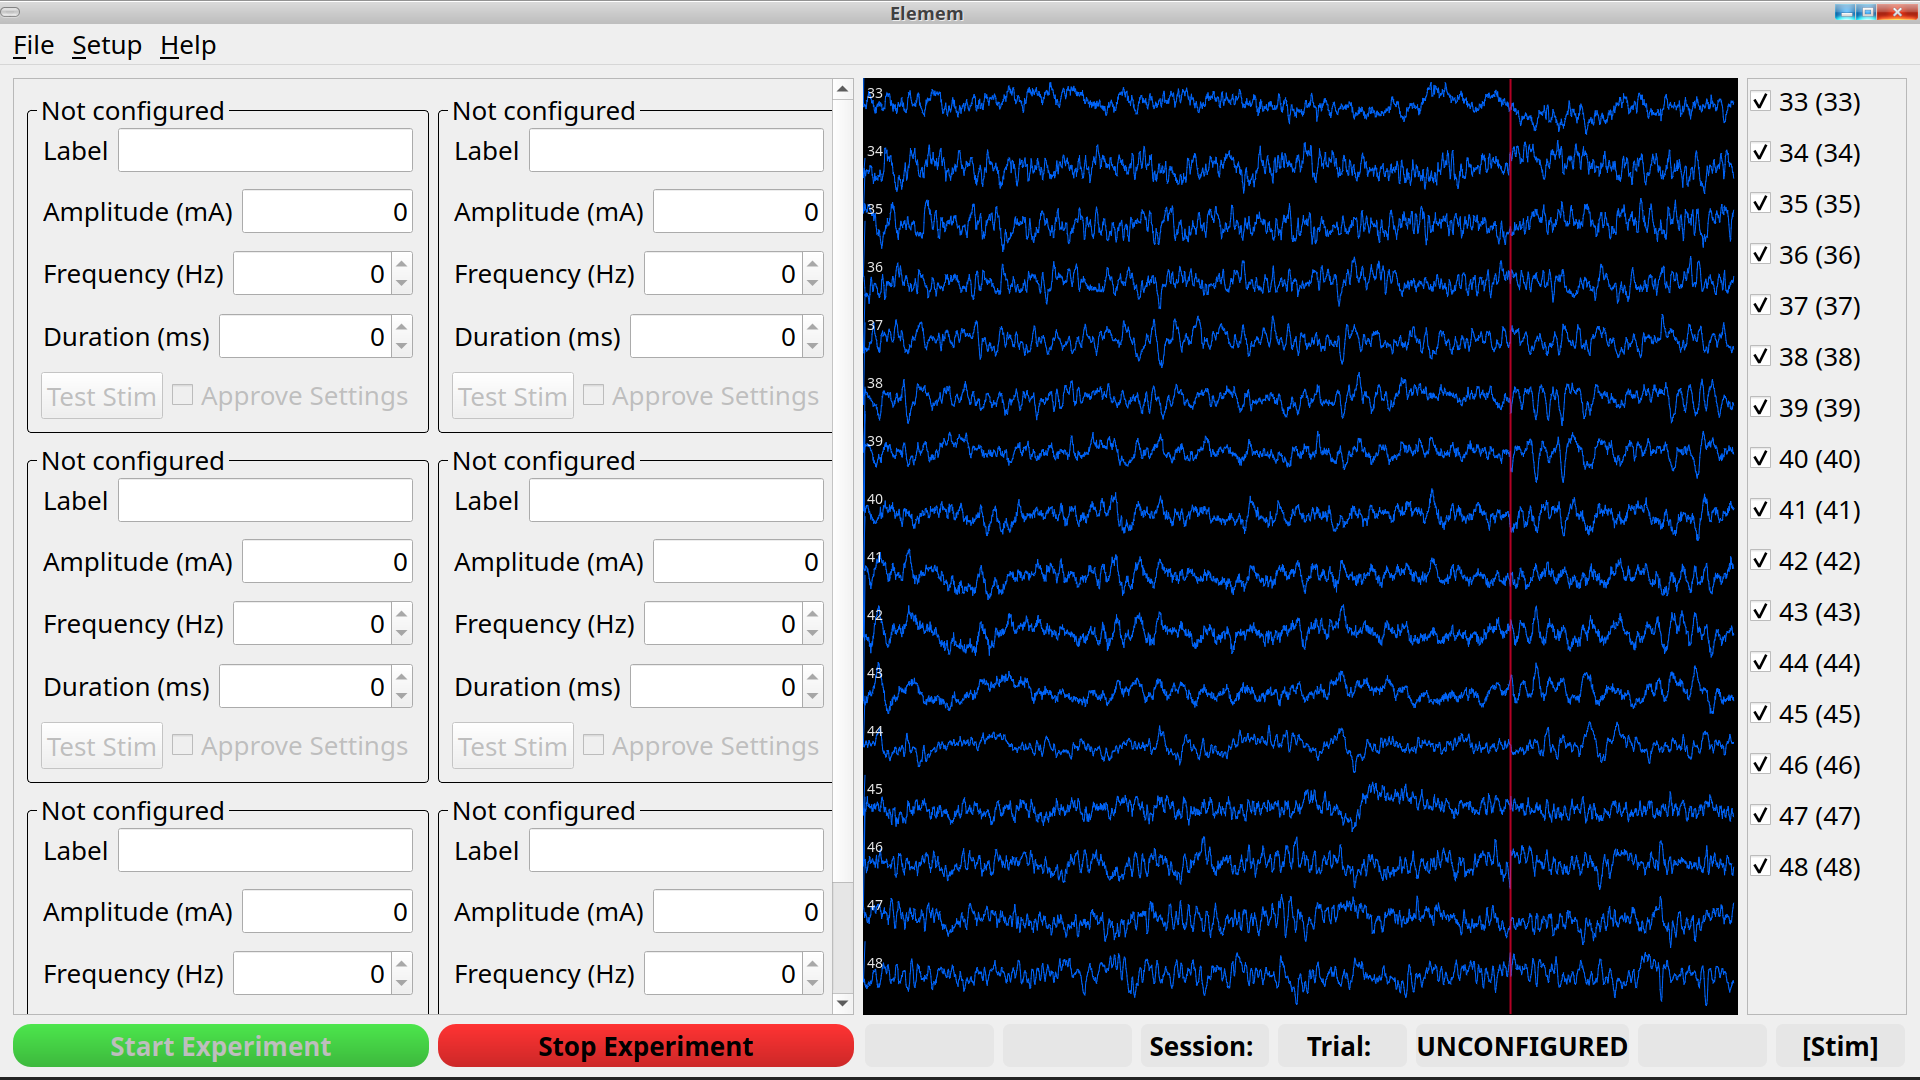 Elemem
File Setup Help
Not configured
Label
Amplitude (mA) 0
Frequency (Hz) 0
Duration (ms) 0
Test Stim Approve Settings
Not configured
Label
Amplitude (mA) 0
Frequency (Hz) 0
Duration (ms) 0
Test Stim Approve Settings
Not configured
Label
Amplitude (mA) 0
Frequency (Hz) 0
Duration (ms) 0
Test Stim Approve Settings
Not configured
Label
Amplitude (mA) 0
Frequency (Hz) 0
Duration (ms) 0
Test Stim Approve Settings
Not configured
Label
Amplitude (mA) 0
Frequency (Hz) 0
Not configured
Label
Amplitude (mA) 0
Frequency (Hz) 0
33
34
35
36
37
38
39
40
41
42
43
44
45
46
47
48
33 (33)
34 (34)
35 (35)
36 (36)
37 (37)
38 (38)
39 (39)
40 (40)
41 (41)
42 (42)
43 (43)
44 (44)
45 (45)
46 (46)
47 (47)
48 (48)
Start Experiment Stop Experiment Session: Trial: UNCONFIGURED [Stim]